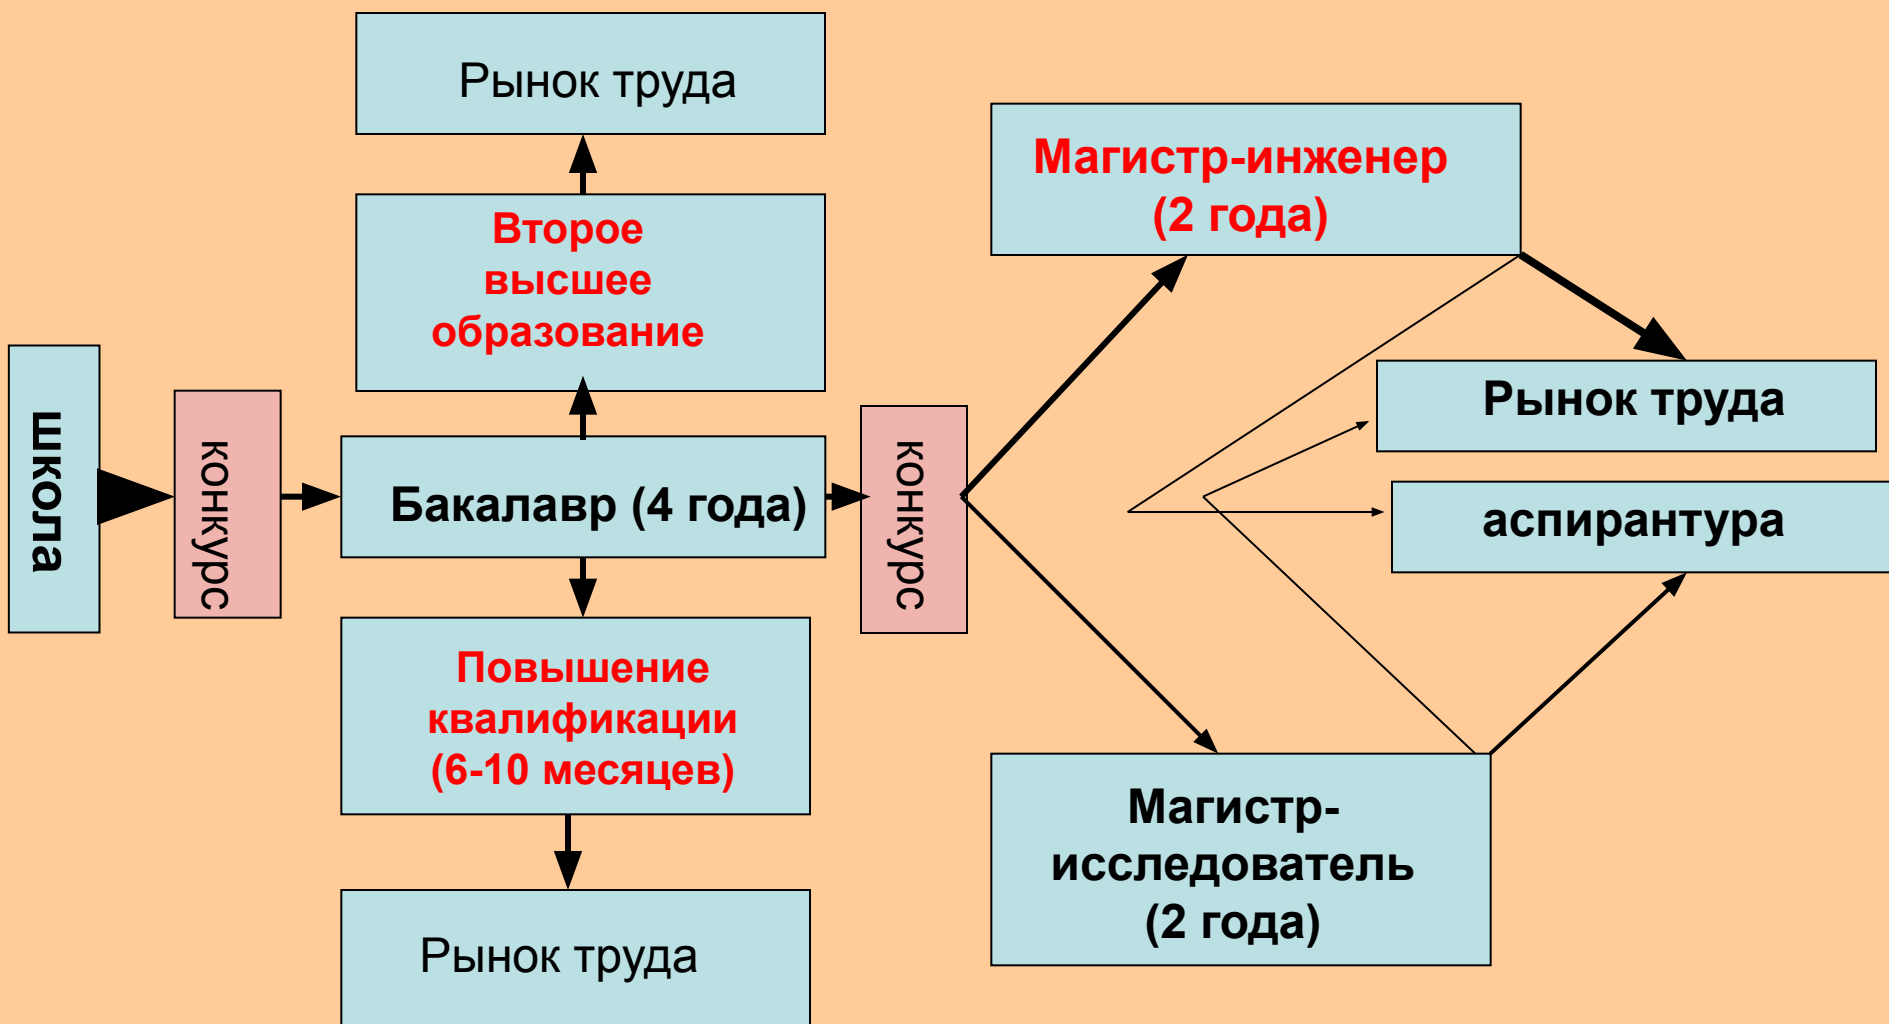 школа
конкурс
Рынок труда
Второе
высшее
образование
Бакалавр (4 года)
Повышение
квалификации
(6-10 месяцев)
Рынок труда
конкурс
Магистр-инженер
(2 года)
Рынок труда
аспирантура
Магистр-
исследователь
(2 года)